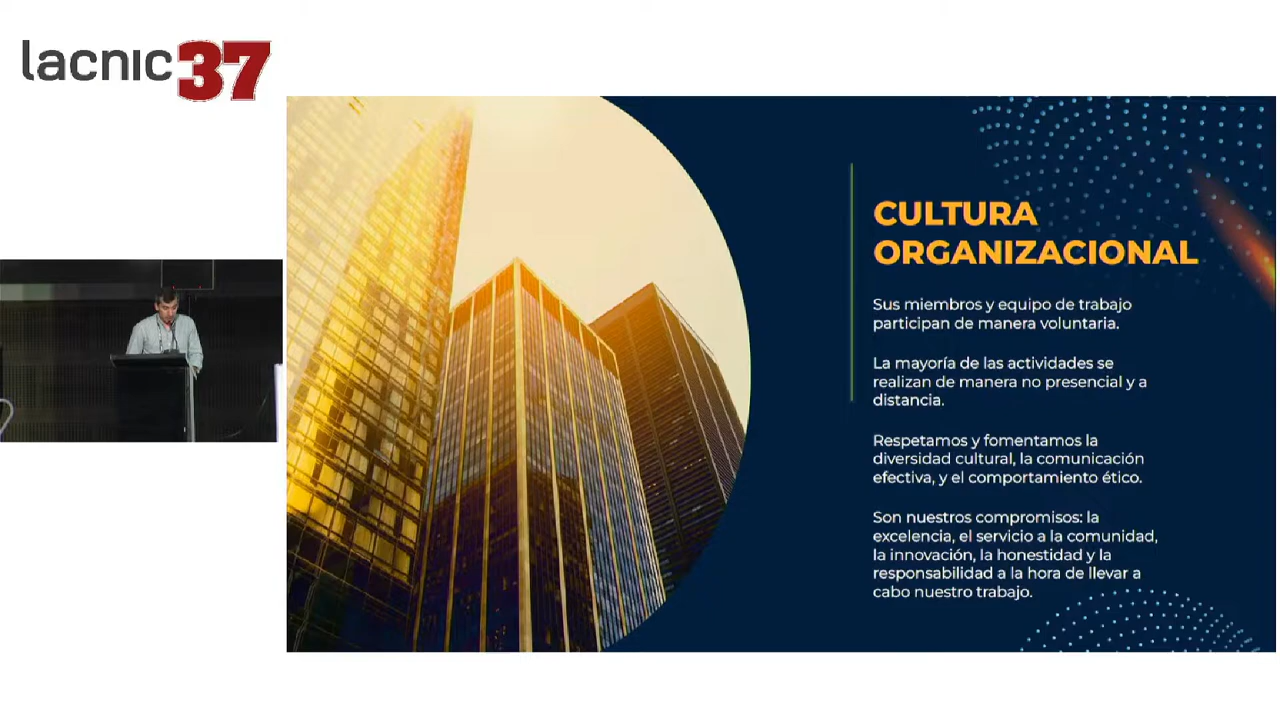 lacnic37
CULTURA
ORGANIZACIONAL
Sus miembros y equipo de trabajo
participan de manera voluntaria.
La mayoría de las actividades se
realizan de manera no presencial y a
distancia.
Respetamos y fomentamos la
diversidad cultural, la comunicación
efectiva, y el comportamiento ético.
Son nuestros compromisos: la
excelencia, el servicio a la comunidad,
la innovación, la honestidad y la
responsabilidad a la hora de llevar a
cabo nuestro trabajo.